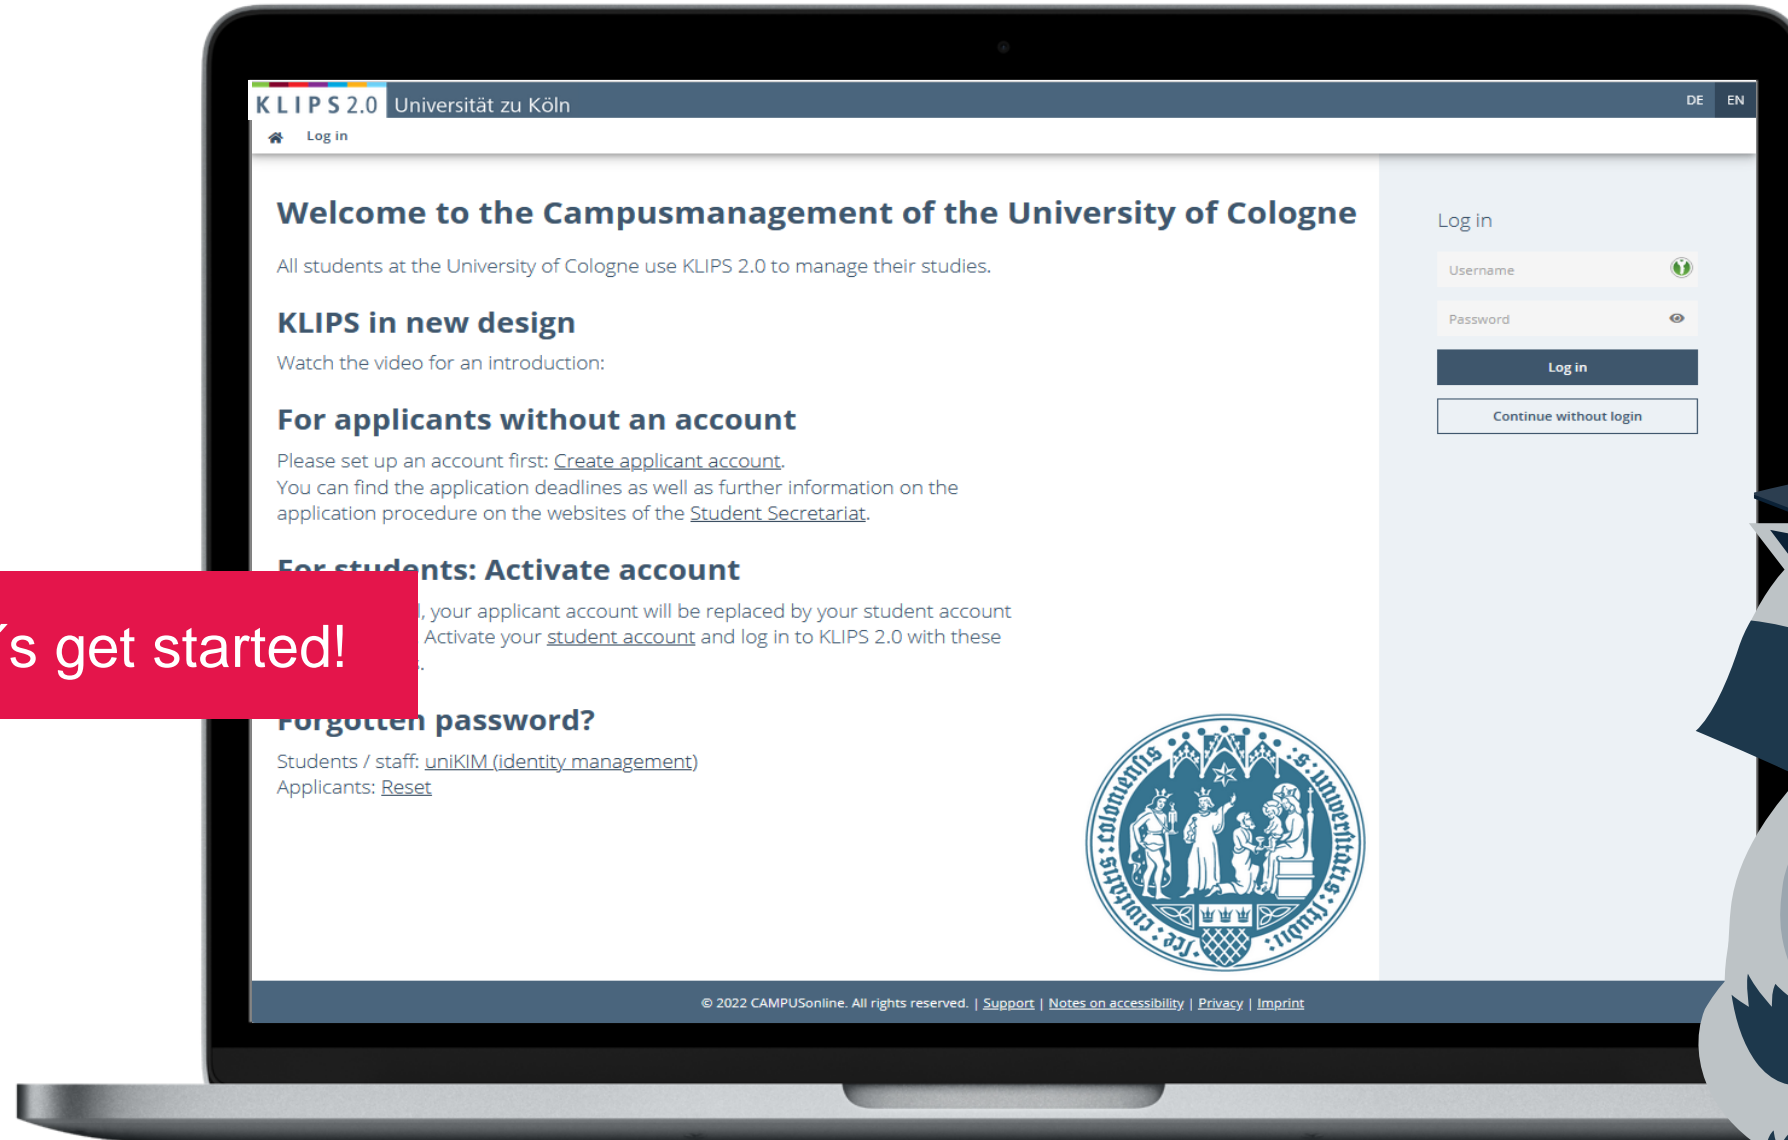 KLIPS 2.0 Universität zu Köln
DE EN
Log in
Welcome to the Campusmanagement of the University of Cologne
All students at the University of Cologne use KLIPS 2.0 to manage their studies.
KLIPS in new design
Watch the video for an introduction:
For applicants without an account
Please set up an account first: Create applicant account.
You can find the application deadlines as well as further information on the
application procedure on the websites of the Student Secretariat.
For students: Activate account
, your applicant account will be replaced by your student account
Activate your student account and log in to KLIPS 2.0 with these
.
´s get started!
Forgotten password?
Students / staff: uniKIM (identity management)
Applicants: Reset
Log in
Username
Password
Log in
Continue without login
© 2022 CAMPUSonline. All rights reserved. | Support | Notes on accessibility | Privacy | Imprint